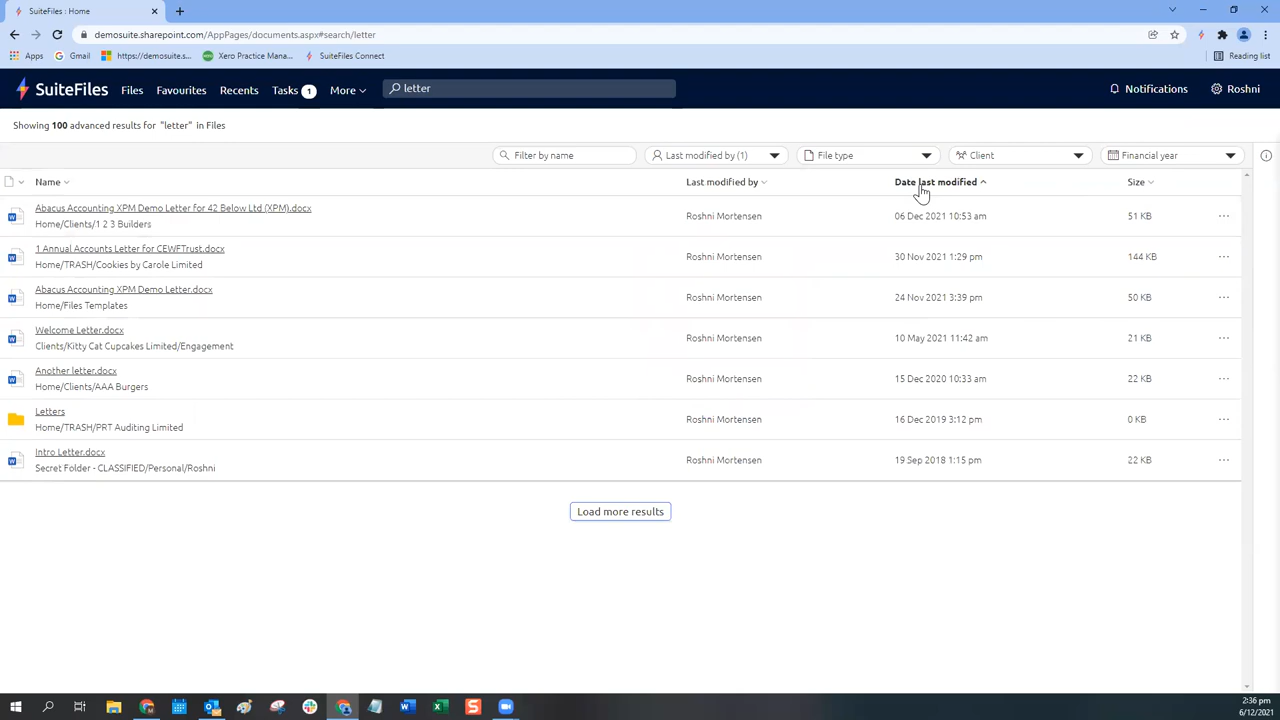 SuiteFiles : Home
demosuite.sharepoint.com/AppPages/documents.aspx#search/letter
Apps Gmail https://demosuite.s... Xero Practice Mana... SuiteFiles Connect Reading list
SuiteFiles Files Favourites Recents Tasks 1 More letter Notifications Roshni
Showing 100 advanced results for "letter" in Files
Filter by name Last modified by (1) File type Client Financial year
Name Last modified by Date last modified Size
Abacus Accounting XPM Demo Letter for 42 Below Ltd (XPM).docx
Home/Clients/1 2 3 Builders
Roshni Mortensen 06 Dec 2021 10:53 am 51 KB
1 Annual Accounts Letter for CEWFTrust.docx
Home/TRASH/Cookies by Carole Limited
Roshni Mortensen 30 Nov 2021 1:29 pm 144 KB
Abacus Accounting XPM Demo Letter.docx
Home/Files Templates
Roshni Mortensen 24 Nov 2021 3:39 pm 50 KB
Welcome Letter.docx
Clients/Kitty Cat Cupcakes Limited/Engagement
Roshni Mortensen 10 May 2021 11:42 am 21 KB
Another letter.docx
Home/Clients/AAA Burgers
Roshni Mortensen 15 Dec 2020 10:33 am 22 KB
Letters
Home/TRASH/PRT Auditing Limited
Roshni Mortensen 16 Dec 2019 3:12 pm 0 KB
Intro Letter.docx
Secret Folder - CLASSIFIED/Personal/Roshni
Roshni Mortensen 19 Sep 2018 1:15 pm 22 KB
Load more results
2:36 pm
6/12/2021